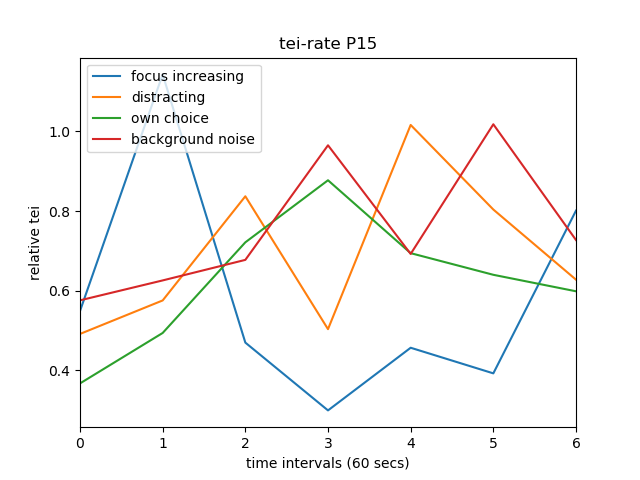 tei-rate P15
focus increasing
distracting
own choice
background noise
relative tei
1.0
0.8
0.6
0.4
0 1 2 3 4 5 6
time intervals (60 secs)